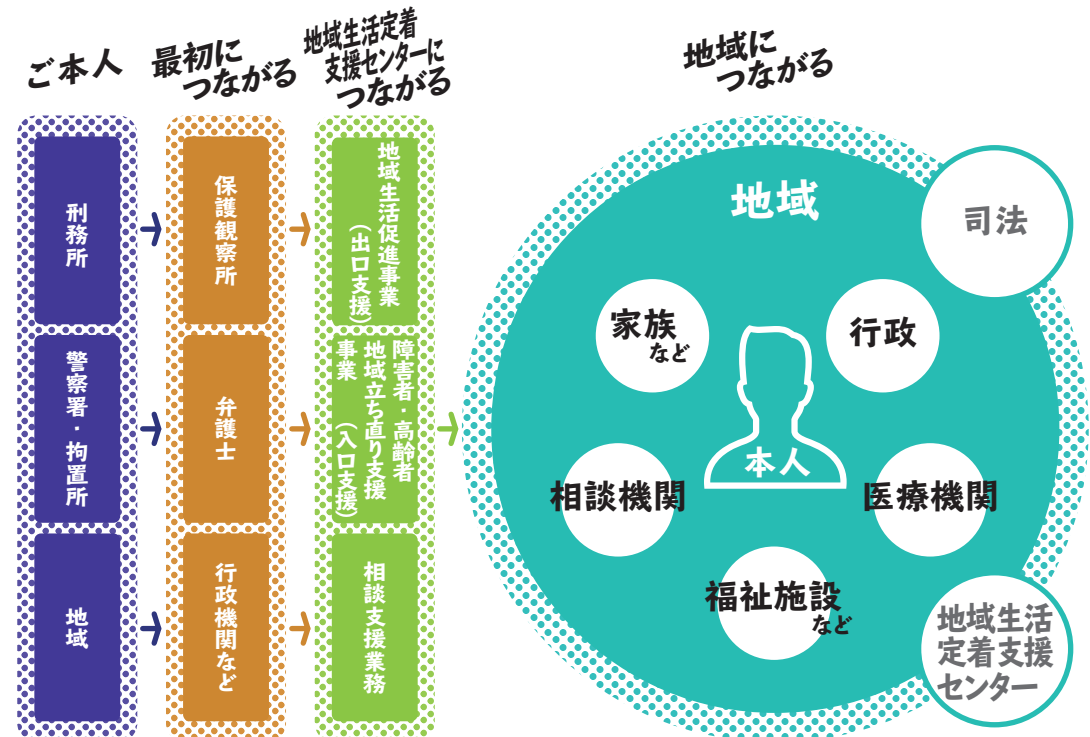 ご本人
最初に
つながる
地域生活定着
支援センターに
つながる
地域に
つながる
刑務所
警察署・拘置所
地域
保護観察所
弁護士
行政機関など
地域生活促進事業
(出口支援)
障害者・高齢者
地域立ち直り支援
事業 (入口支援)
相談支援業務
地域
司法
家族
など
行政
本人
相談機関
医療機関
福祉施設
など
地域生活
定着支援
センター